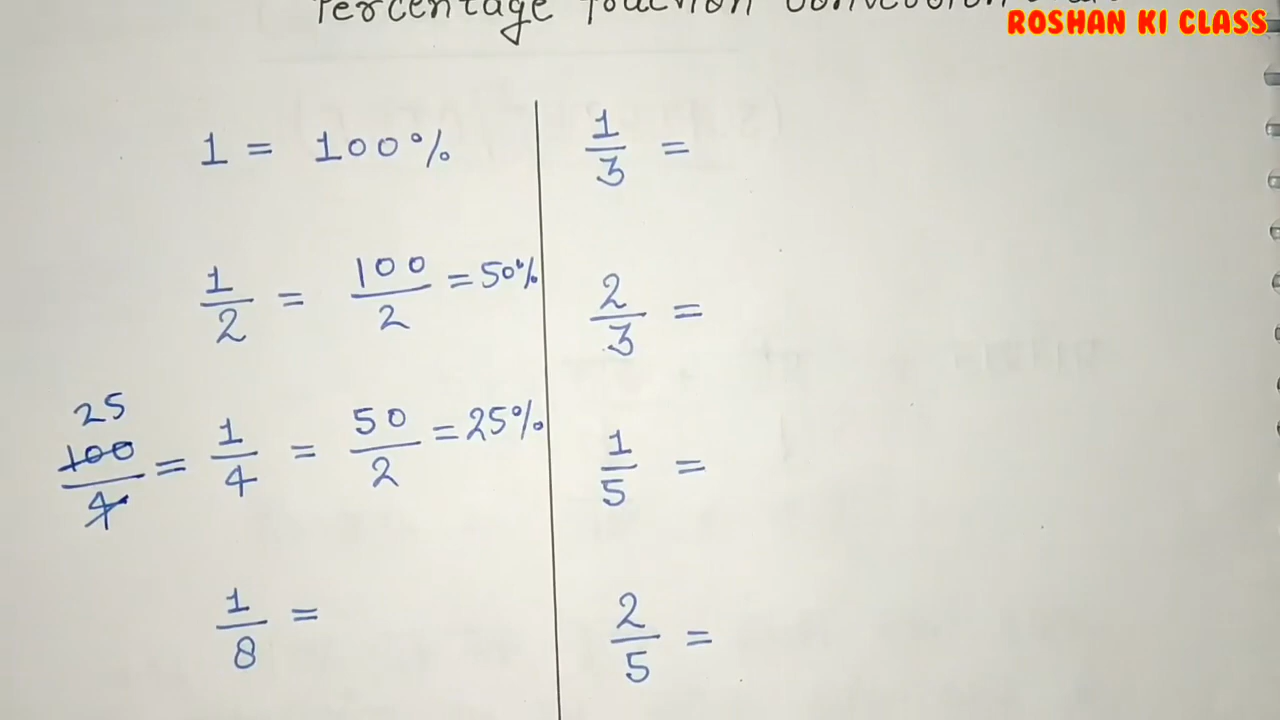 Percentage
ROSHAN KI CLASS
1 = 100%
1/2 = 100/2 = 50%
25
100/4 = 1/4 = 50/2 = 25%
1/8 =
1/3 =
2/3 =
1/5 =
2/5 =